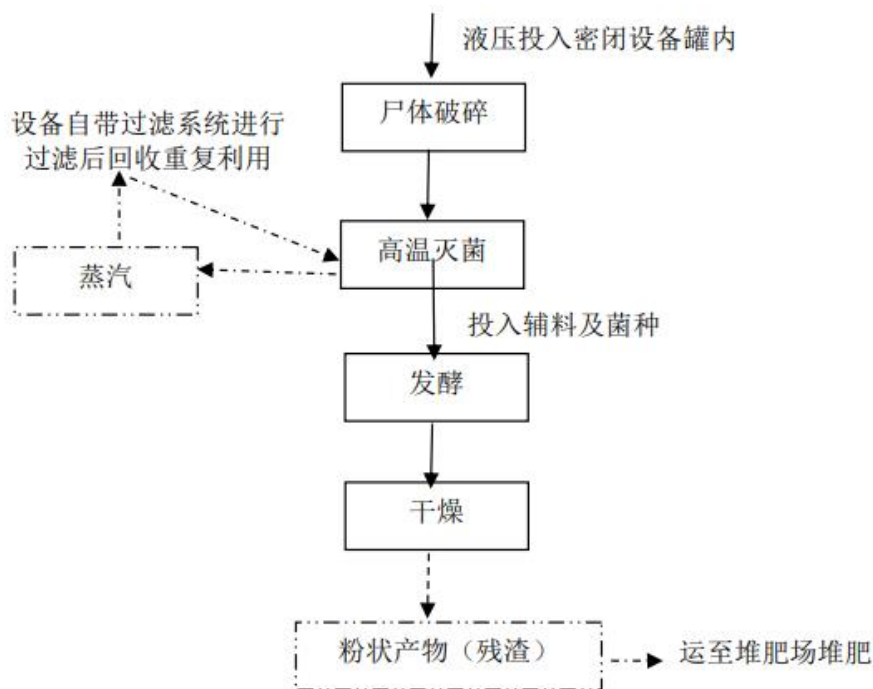 液压投入密闭设备罐内
尸体破碎
设备自带过滤系统进行
过滤后回收重复利用
高温灭菌
蒸汽
投入辅料及菌种
发酵
干燥
粉状产物（残渣）
运至堆肥场堆肥